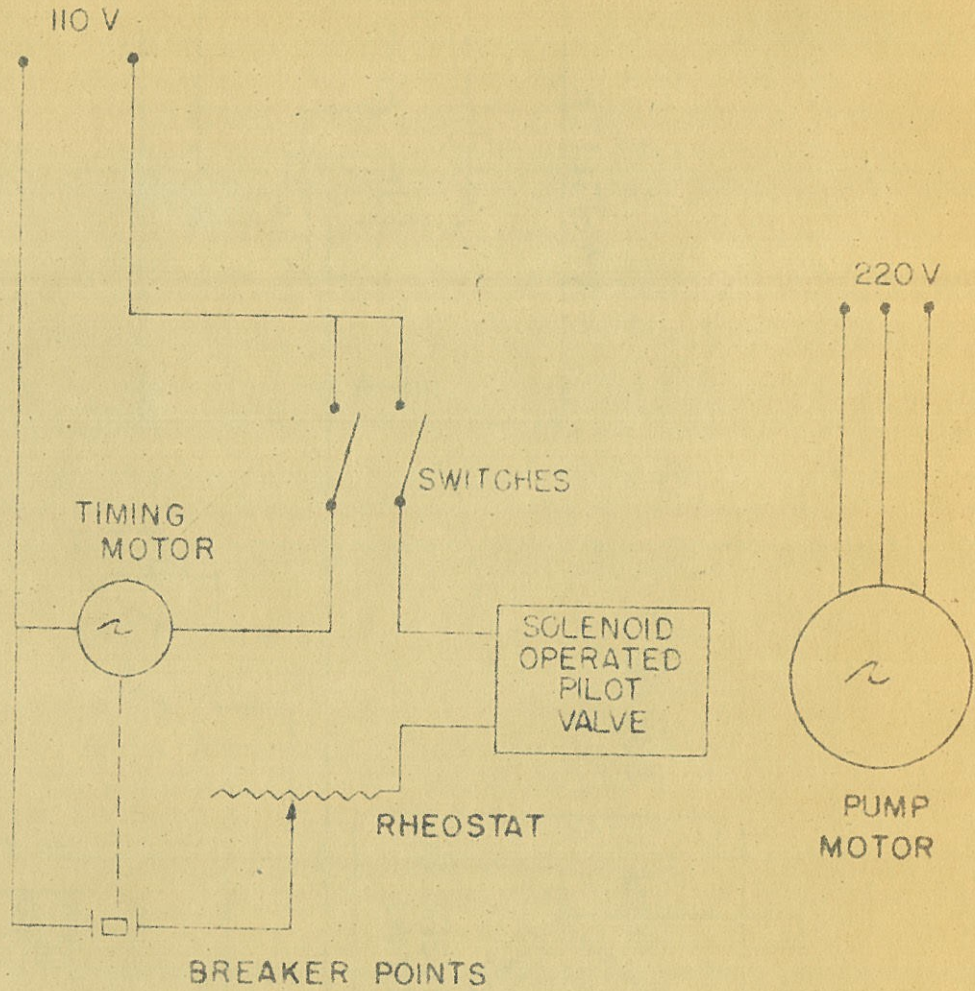 110 V
220 V
SWITCHES
TIMING
MOTOR
SOLENOID
OPERATED
PILOT
VALVE
RHEOSTAT
PUMP
MOTOR
BREAKER POINTS